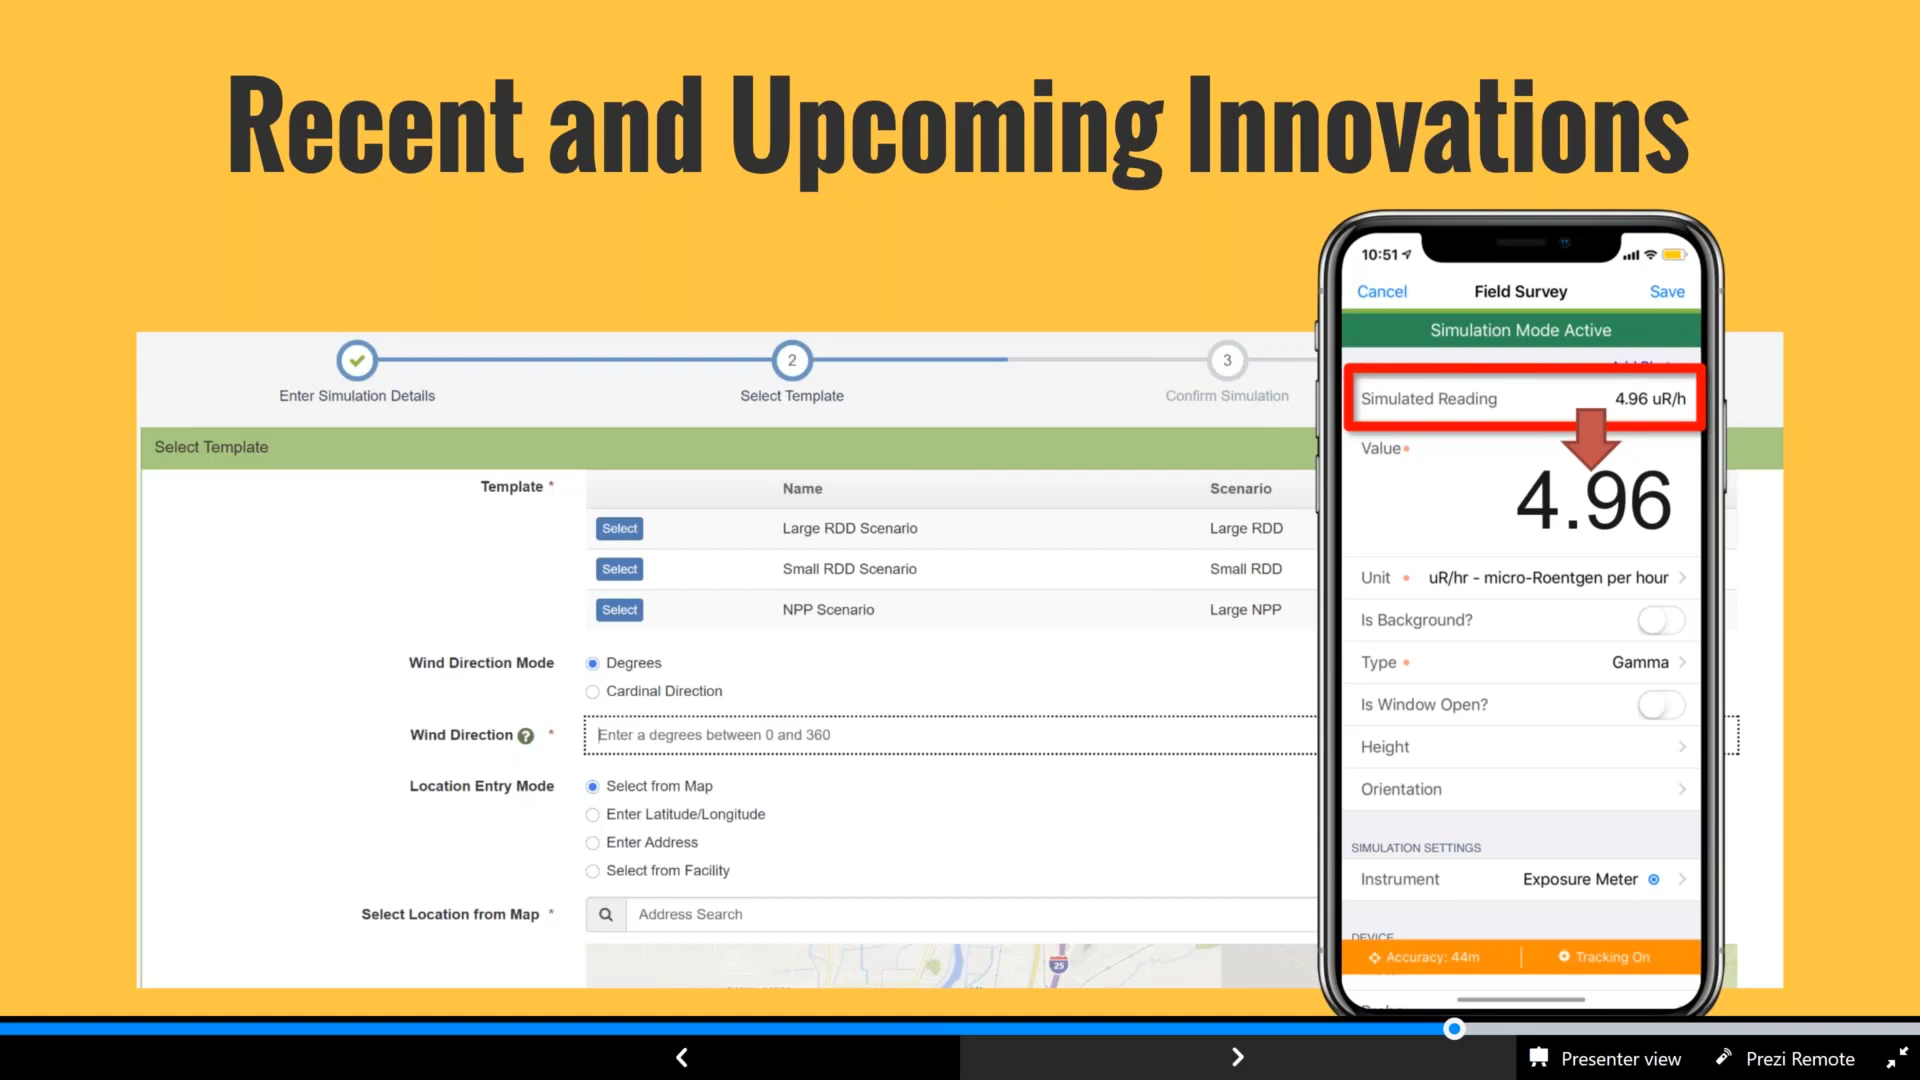 Recent and Upcoming Innovations
2
3
Enter Simulation Details
Select Template
Confirm Simulation
Select Template
Template *
Name
Scenario
Select
Large RDD Scenario
Large RDD
Select
Small RDD Scenario
Small RDD
Select
NPP Scenario
Large NPP
Wind Direction Mode
Degrees
Cardinal Direction
Wind Direction ? *
Enter a degrees between 0 and 360
Location Entry Mode
Select from Map
Enter Latitude/Longitude
Enter Address
Select from Facility
Select Location from Map *
Address Search
25
10:51
Cancel
Field Survey
Save
Simulation Mode Active
Simulated Reading
4.96 uR/h
Value
4.96
Unit
uR/hr - micro-Roentgen per hour
Is Background?
Type
Gamma
Is Window Open?
Height
Orientation
SIMULATION SETTINGS
Instrument
Exposure Meter
DEVICE
Accuracy: 44m
Tracking On
Presenter view
Prezi Remote